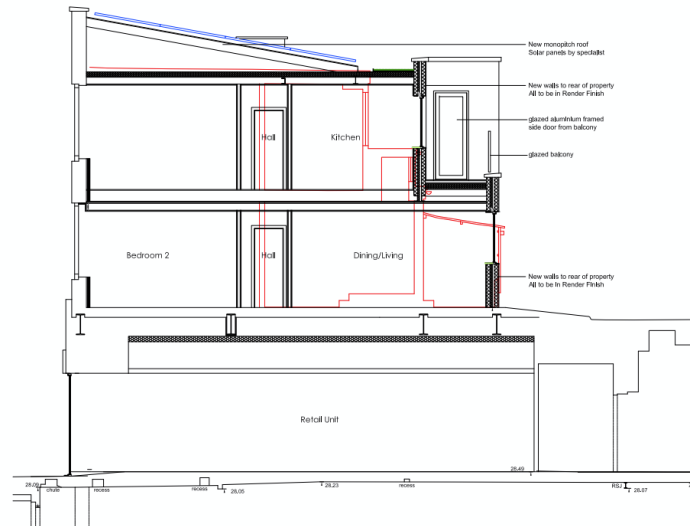 New monopitch roof
Solar panels by specialist
New walls to rear of property
All to be in Render Finish
glazed aluminium framed
side door from balcony
glazed balcony
Hall
Kitchen
Bedroom 2
Hall
Dining/Living
New walls to rear of property
All to be in Render Finish
Retail Unit
28.49
28.09
chute
recess
recess
28.05
28.23
recess
RSJ
28.07